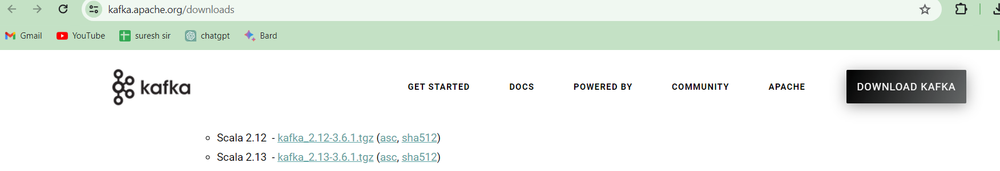 kafka.apache.org/downloads
Gmail YouTube suresh sir chatgpt Bard
kafka GET STARTED DOCS POWERED BY COMMUNITY APACHE DOWNLOAD KAFKA
Scala 2.12 - kafka_2.12-3.6.1.tgz (asc, sha512)
Scala 2.13 - kafka_2.13-3.6.1.tgz (asc, sha512)